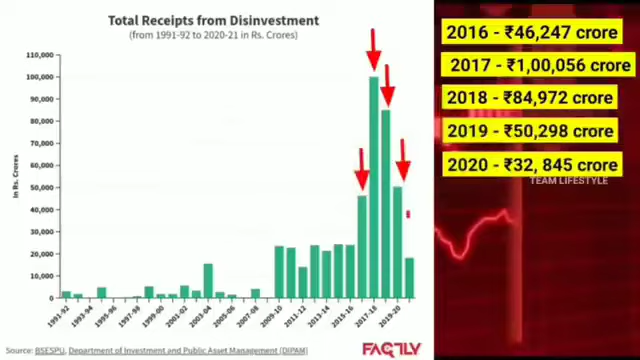 Total Receipts from Disinvestment
(from 1991-92 to 2020-21 in Rs. Crores)
110,000
100,000
90,000
80,000
70,000
60,000
50,000
40,000
30,000
20,000
10,000
0
In Rs. Crores
1991-92
1993-94
1995-96
1997-98
1999-00
2001-02
2003-04
2005-06
2007-08
2009-10
2011-12
2013-14
2015-16
2017-18
2019-20
Source: BSESPU, Department of Investment and Public Asset Management (DIPAM)
FACTLY
2016 - ₹46,247 crore
2017 - ₹1,00,056 crore
2018 - ₹84,972 crore
2019 - ₹50,298 crore
2020 - ₹32, 845 crore
TEAM LIFESTYLE